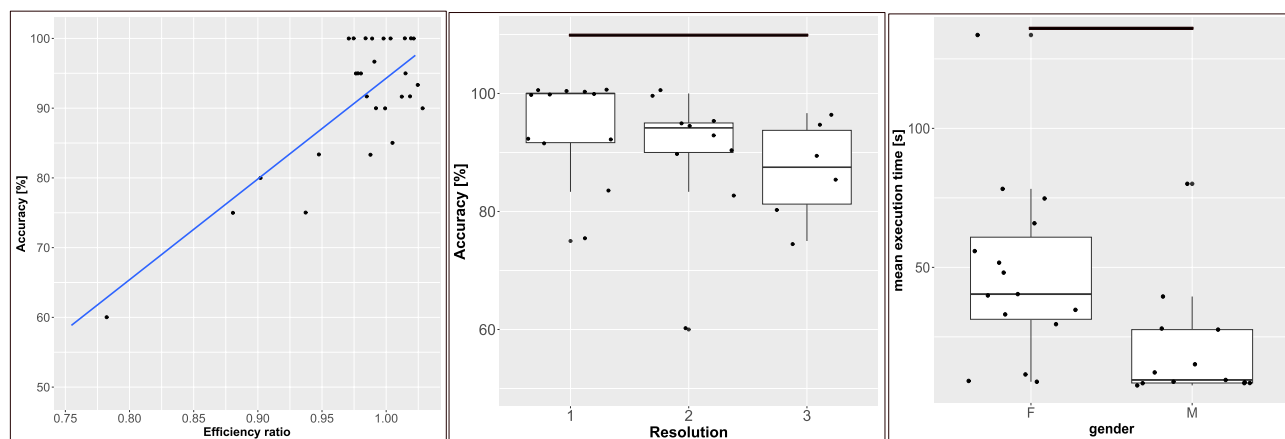 100
90
80
70
60
50
Accuracy [%]
0.75 0.80 0.85 0.90 0.95 1.00
Efficiency ratio
100
80
60
Accuracy [%]
1 2 3
Resolution
100
50
mean execution time [s]
F M
gender